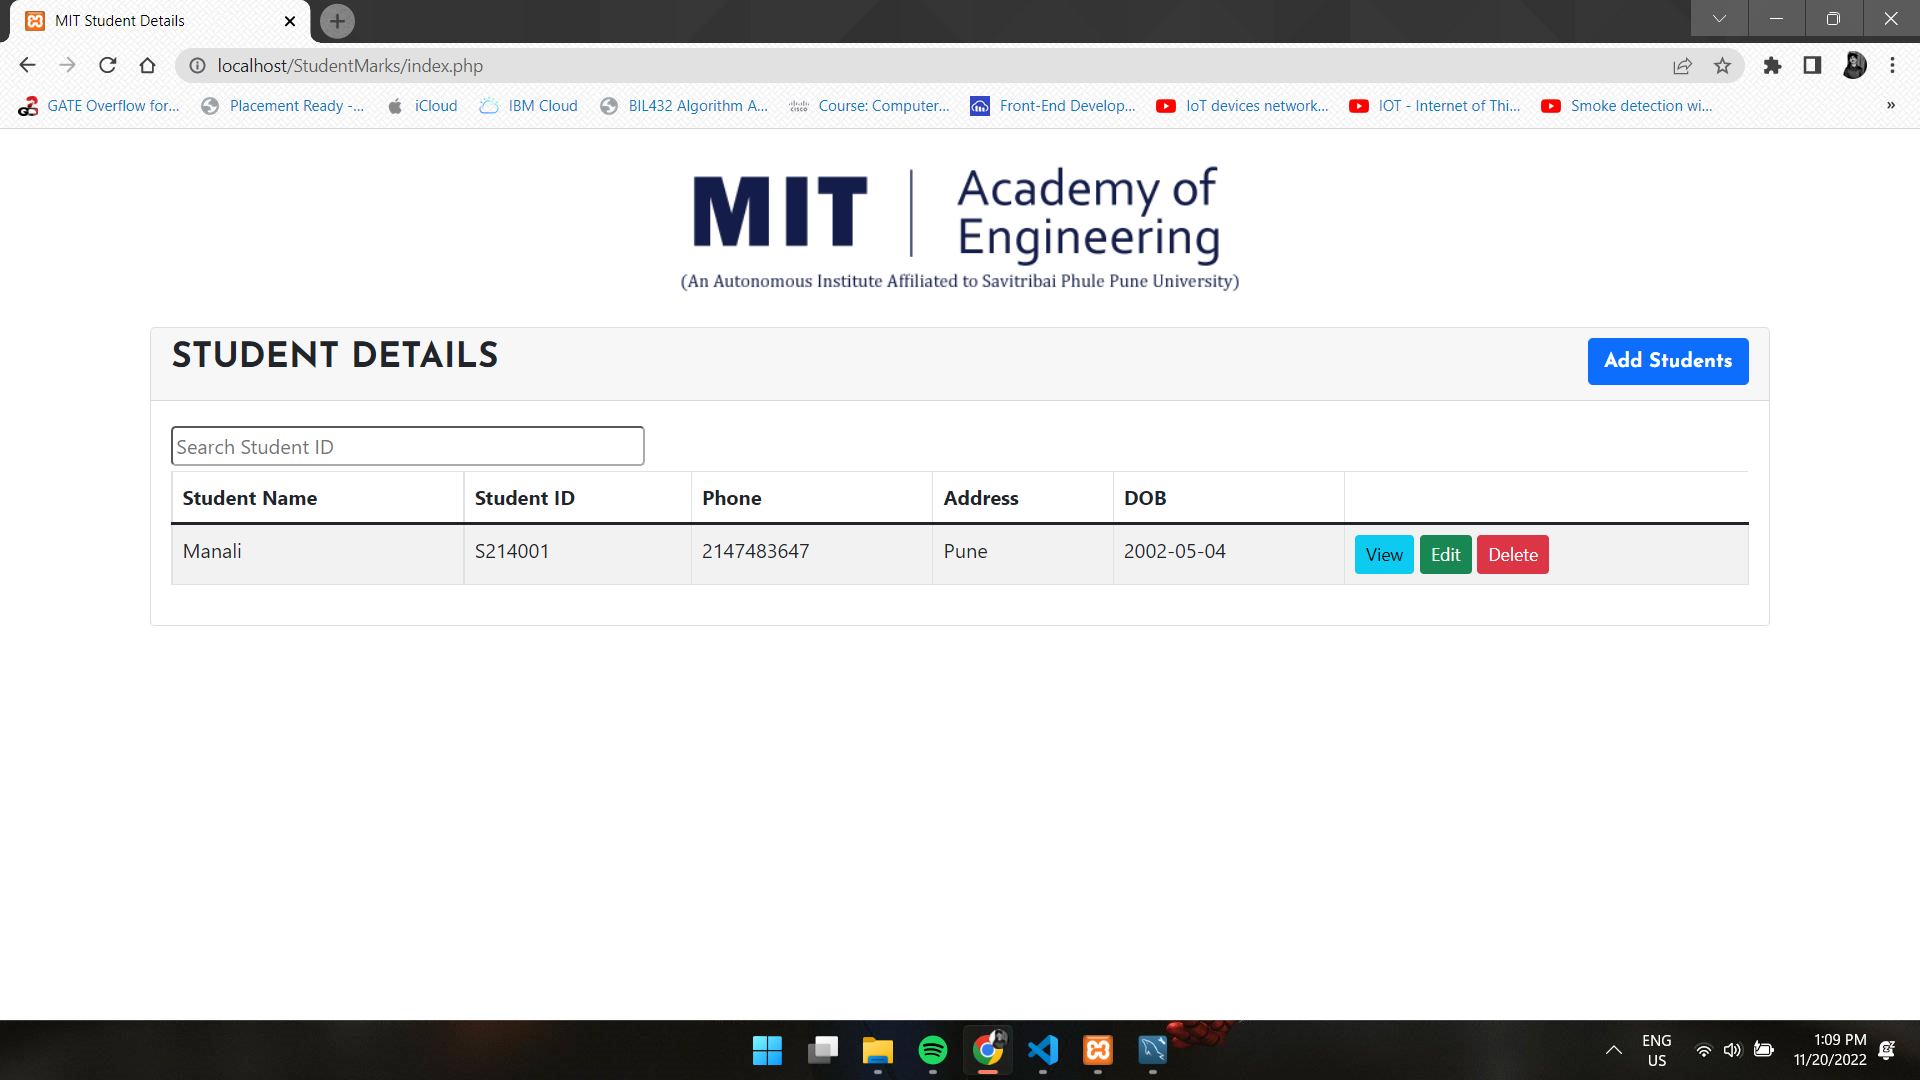 MIT Student Details
localhost/StudentMarks/index.php
GATE Overflow for... Placement Ready -... iCloud IBM Cloud BIL432 Algorithm A... Course: Computer... Front-End Develop... IoT devices network... IOT - Internet of Thi... Smoke detection wi... »
MIT | Academy of
Engineering
(An Autonomous Institute Affiliated to Savitribai Phule Pune University)
STUDENT DETAILS
Add Students
Search Student ID
Student Name Student ID Phone Address DOB
Manali S214001 2147483647 Pune 2002-05-04 View Edit Delete
ENG
US
1:09 PM
11/20/2022